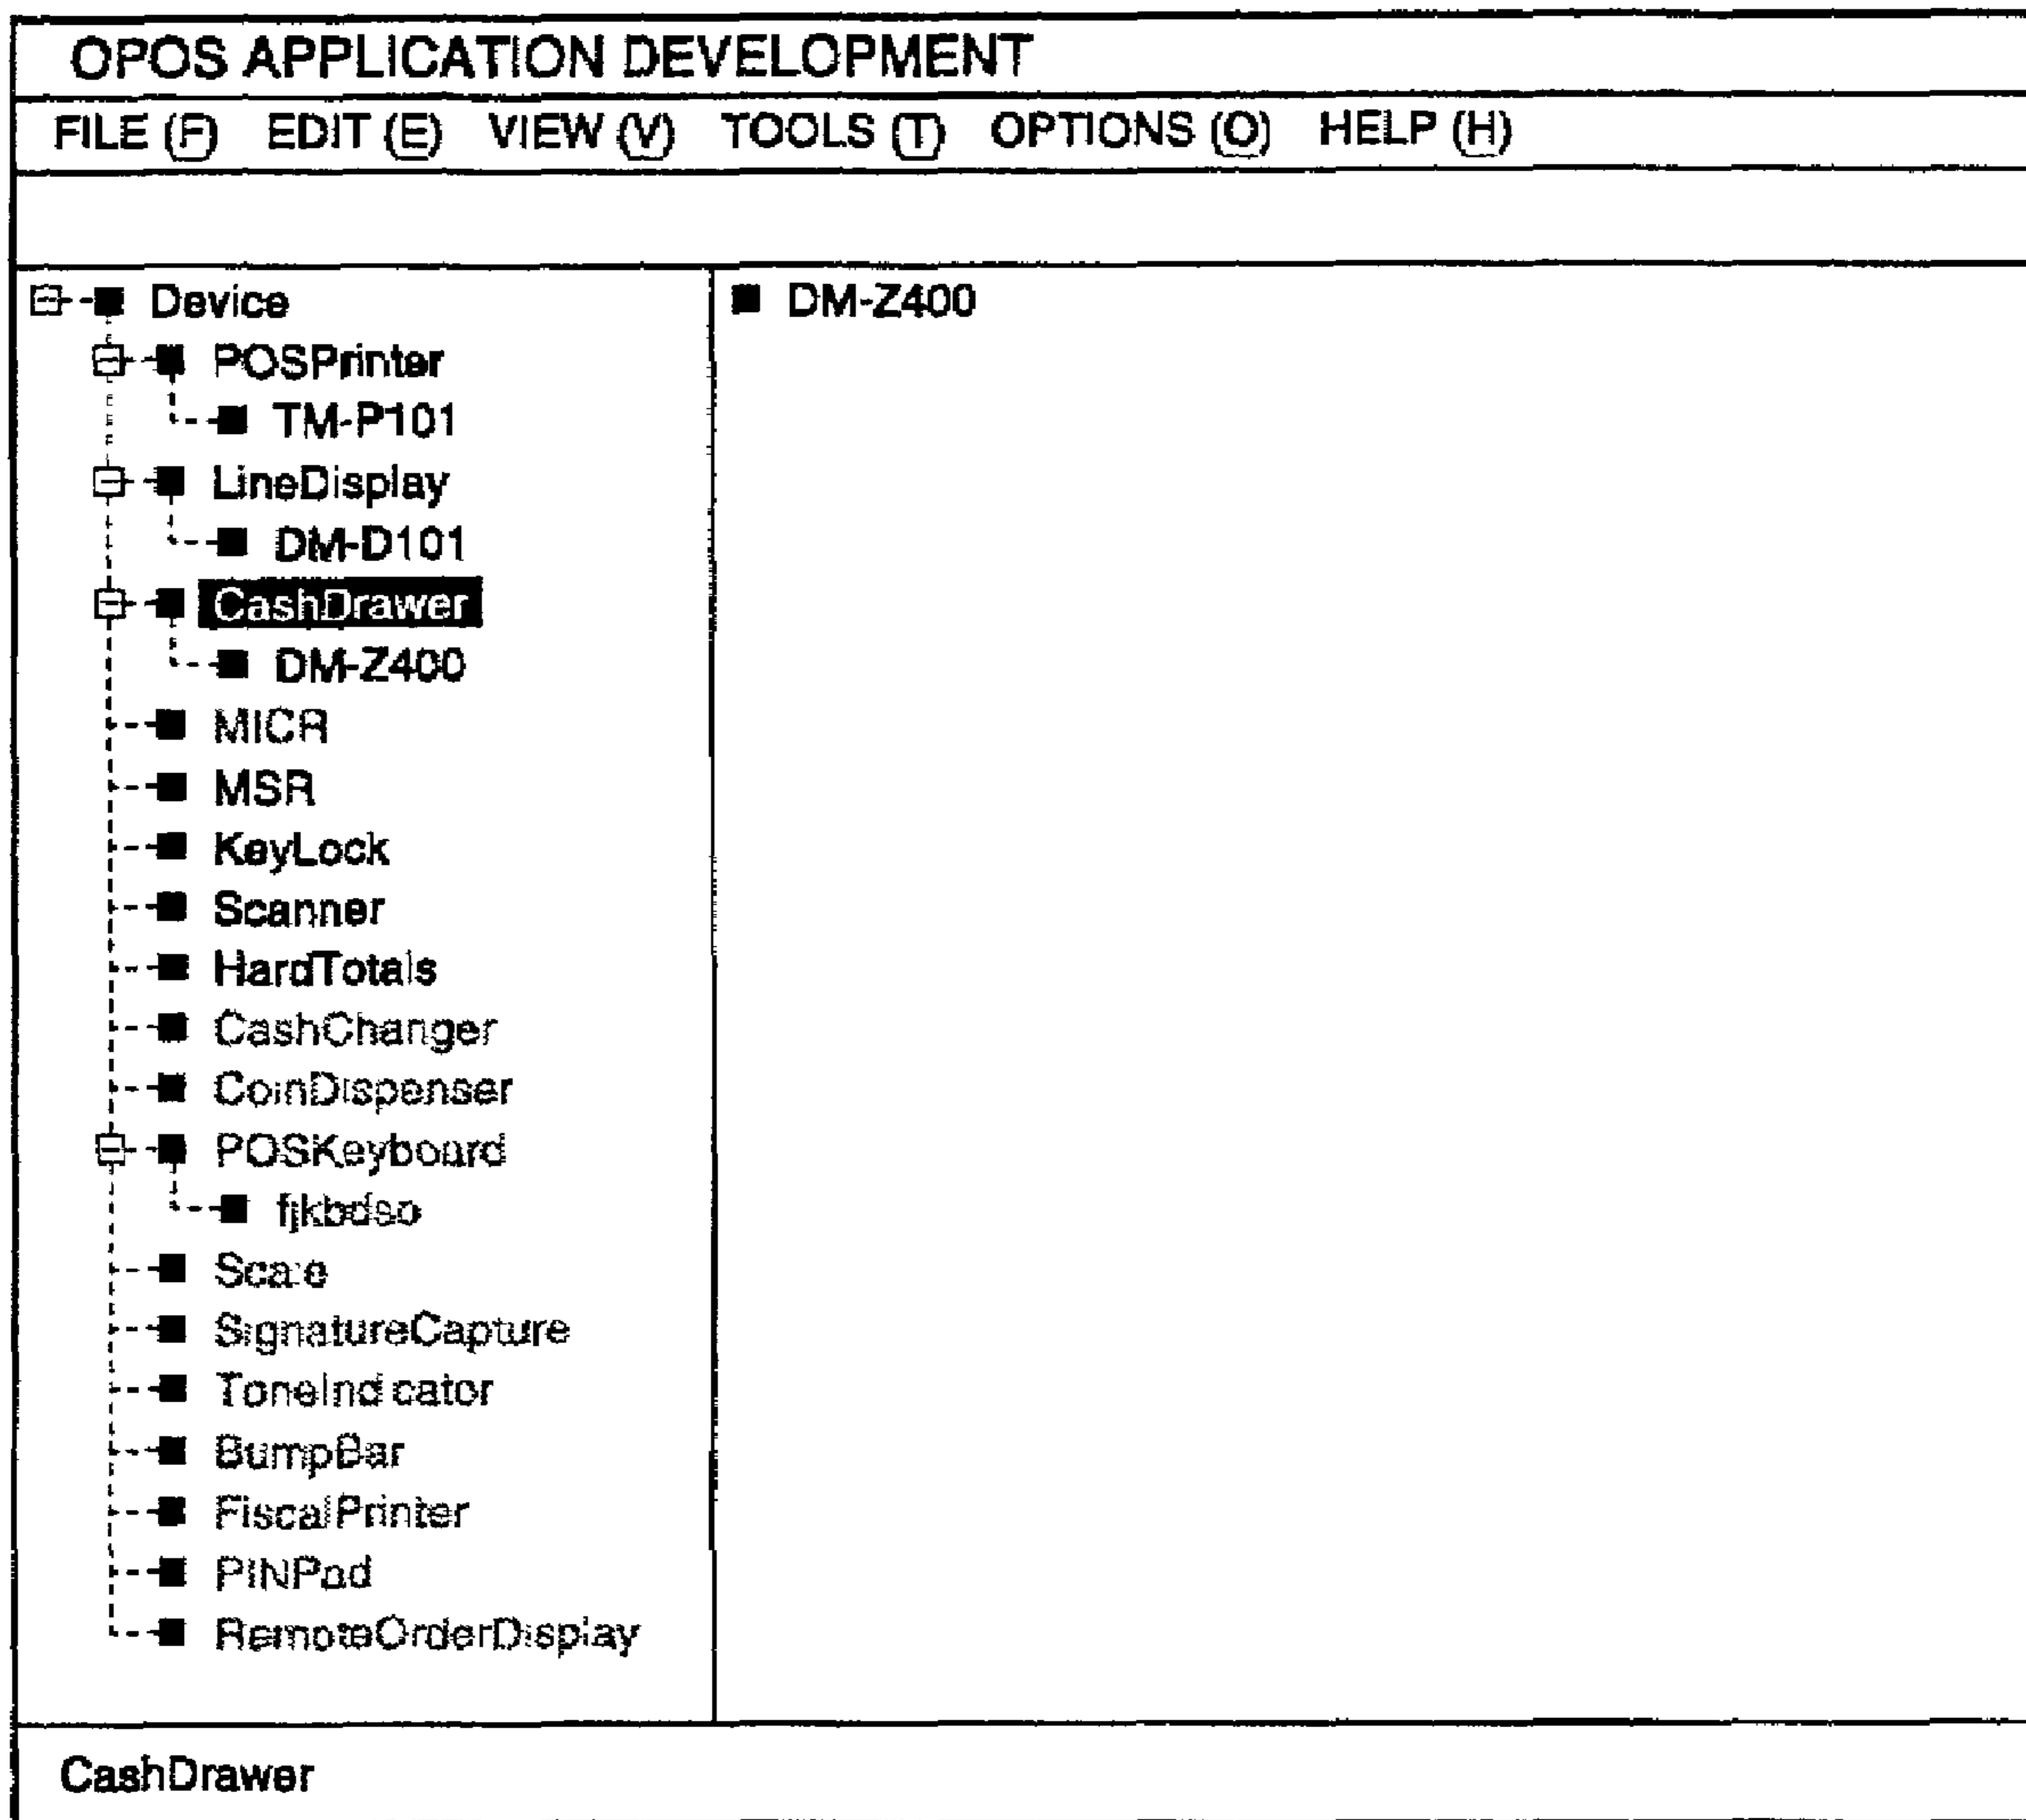 OPOS APPLICATION DEVELOPMENT
FILE (F) EDIT (E) VIEW (V) TOOLS (T) OPTIONS (O) HELP (H)
Device
POSPrinter
TM-P101
LineDisplay
DM-D101
CashDrawer
DM-Z400
MICR
MSR
KeyLock
Scanner
HardTotals
CashChanger
CoinDispenser
POSKeyboard
fjkbdso
Scale
SignatureCapture
ToneIndicator
BumpBar
FiscalPrinter
PINPad
RemoteOrderDisplay
DM-Z400
CashDrawer